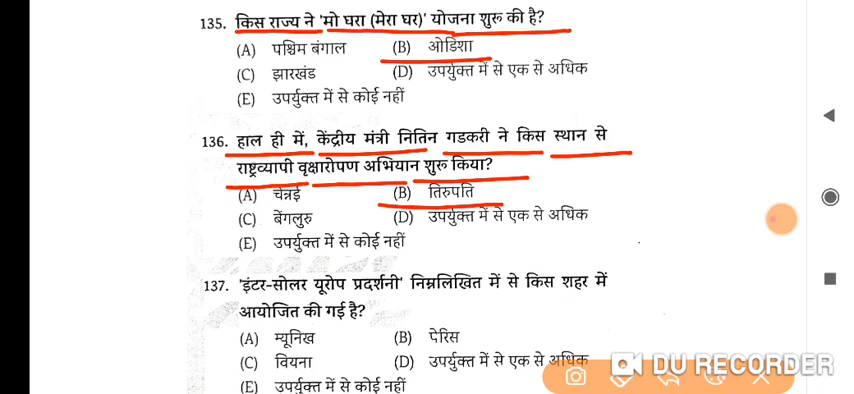 135. किस राज्य ने 'मो घरा (मेरा घर)' योजना शुरू की है?
(A) पश्चिम बंगाल (B) ओडिशा
(C) झारखंड (D) उपर्युक्त में से एक से अधिक
(E) उपर्युक्त में से कोई नहीं
136. हाल ही में, केंद्रीय मंत्री नितिन गडकरी ने किस स्थान से
राष्ट्रव्यापी वृक्षारोपण अभियान शुरू किया?
(A) चेन्नई (B) तिरुपति
(C) बेंगलुरु (D) उपर्युक्त में से एक से अधिक
(E) उपर्युक्त में से कोई नहीं
137. 'इंटर-सोलर यूरोप प्रदर्शनी' निम्नलिखित में से किस शहर में
आयोजित की गई है?
(A) म्यूनिख (B) पेरिस
(C) वियना (D) उपर्युक्त में से एक से अधिक
(E) उपर्युक्त में से कोई नहीं
DU RECORDER